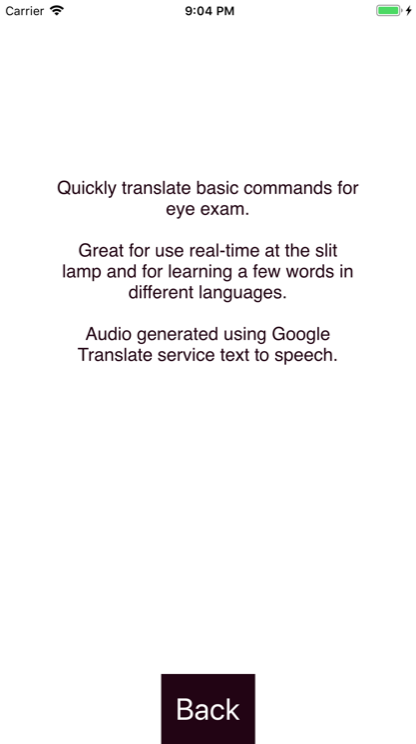 Carrier
9:04 PM
Quickly translate basic commands for
eye exam.
Great for use real-time at the slit
lamp and for learning a few words in
different languages.
Audio generated using Google
Translate service text to speech.
Back